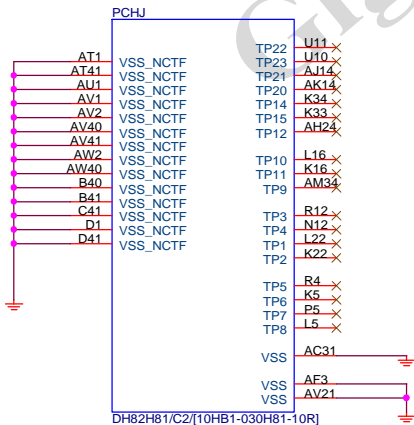 PCHJ
AT1 VSS_NCTF TP22 U11
AT41 VSS_NCTF TP23 U10
AU1 VSS_NCTF TP21 AJ14
AV1 VSS_NCTF TP20 AK14
AV2 VSS_NCTF TP14 K34
AV40 VSS_NCTF TP15 K33
AV41 VSS_NCTF TP12 AH24
AW2 VSS_NCTF TP10 L16
AW40 VSS_NCTF TP11 K16
B40 VSS_NCTF TP9 AM34
B41 VSS_NCTF
C41 VSS_NCTF TP3 R12
D1 VSS_NCTF TP4 N12
D41 VSS_NCTF TP1 L22
TP2 K22
TP5 R4
TP6 K5
TP7 P5
TP8 L5
VSS AC31
VSS AF3
VSS AV21
DH82H81/C2/[10HB1-030H81-10R]